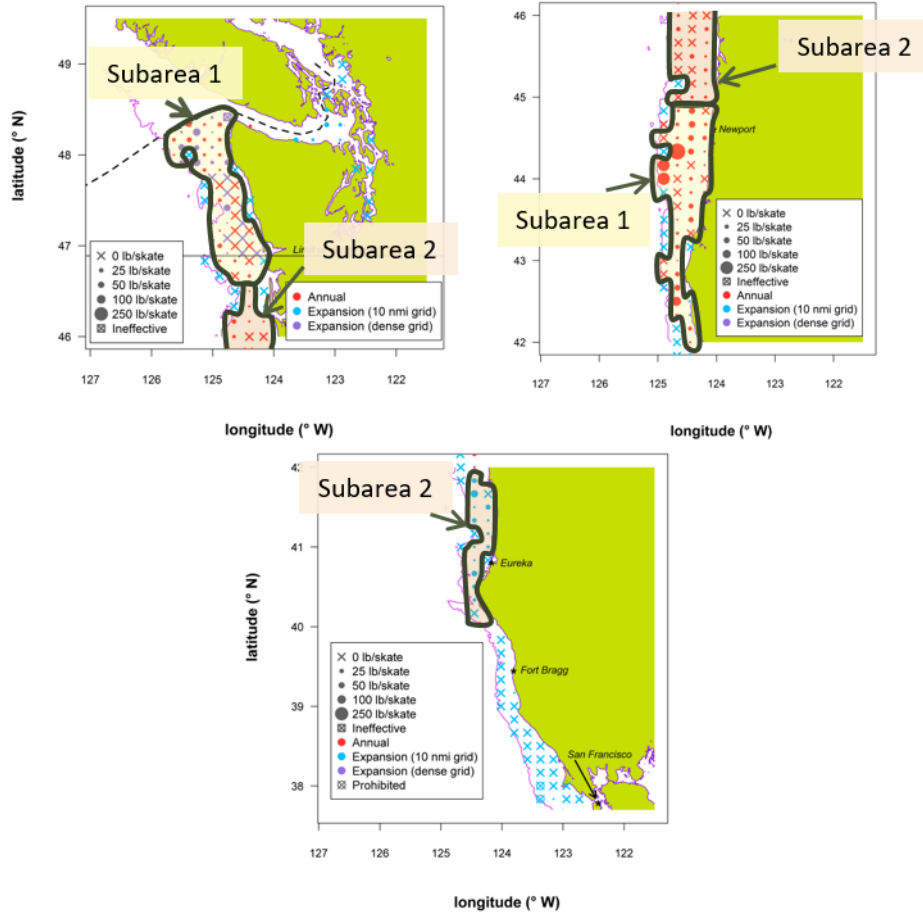 Subarea 1
Subarea 2
latitude (° N)
49
48
47
46
× 0 lb/skate
25 lb/skate
50 lb/skate
100 lb/skate
250 lb/skate
Ineffective
Annual
Expansion (10 nmi grid)
Expansion (dense grid)
127
126
125
124
123
122
longitude (° W)
Subarea 2
Newport
Subarea 1
46
45
44
43
42
× 0 lb/skate
25 lb/skate
50 lb/skate
100 lb/skate
250 lb/skate
Ineffective
Annual
Expansion (10 nmi grid)
Expansion (dense grid)
127
126
125
124
123
122
longitude (° W)
Subarea 2
latitude (° N)
41
40
39
38
Eureka
Fort Bragg
San Francisco
× 0 lb/skate
25 lb/skate
50 lb/skate
100 lb/skate
250 lb/skate
Ineffective
Annual
Expansion (10 nmi grid)
Expansion (dense grid)
Prohibited
127
126
125
124
123
122
longitude (° W)